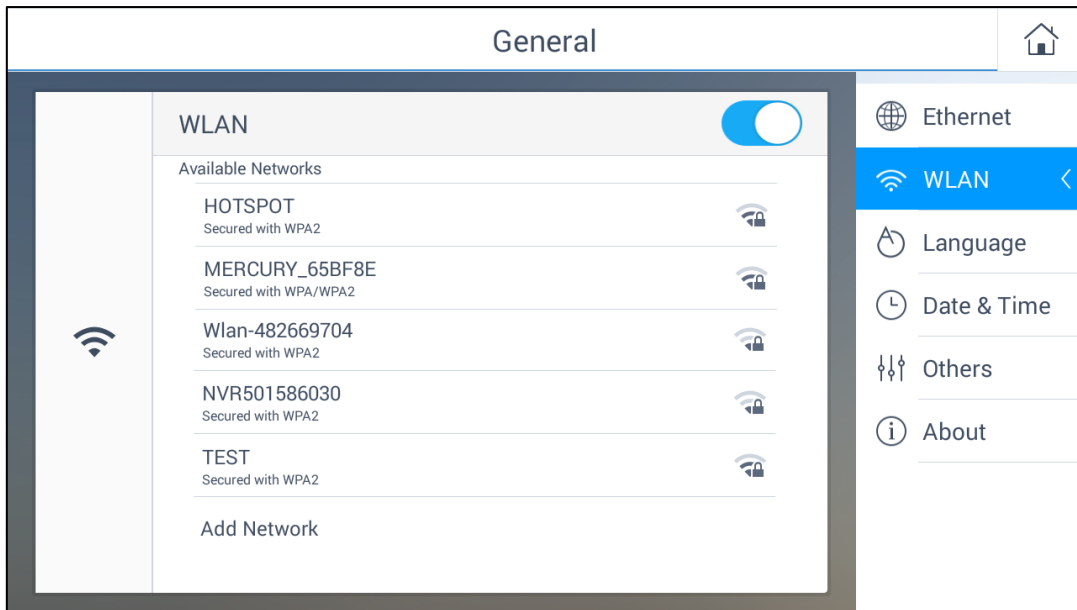 General
WLAN
Available Networks
HOTSPOT
Secured with WPA2
MERCURY_65BF8E
Secured with WPA/WPA2
Wlan-482669704
Secured with WPA2
NVR501586030
Secured with WPA2
TEST
Secured with WPA2
Add Network
Ethernet
WLAN
Language
Date & Time
Others
About